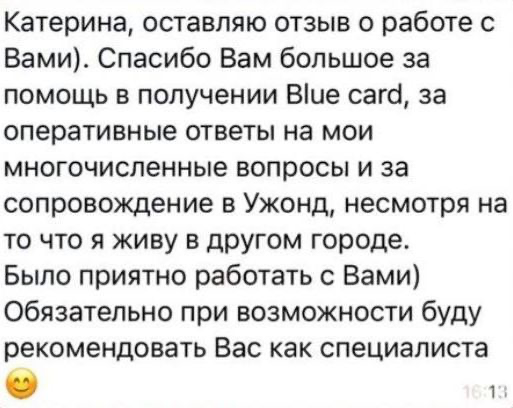 Катерина, оставляю отзыв о работе с
Вами). Спасибо Вам большое за
помощь в получении Blue card, за
оперативные ответы на мои
многочисленные вопросы и за
сопровождение в Ужонд, несмотря на
то что я живу в другом городе.
Было приятно работать с Вами)
Обязательно при возможности буду
рекомендовать Вас как специалиста
😊 16:13